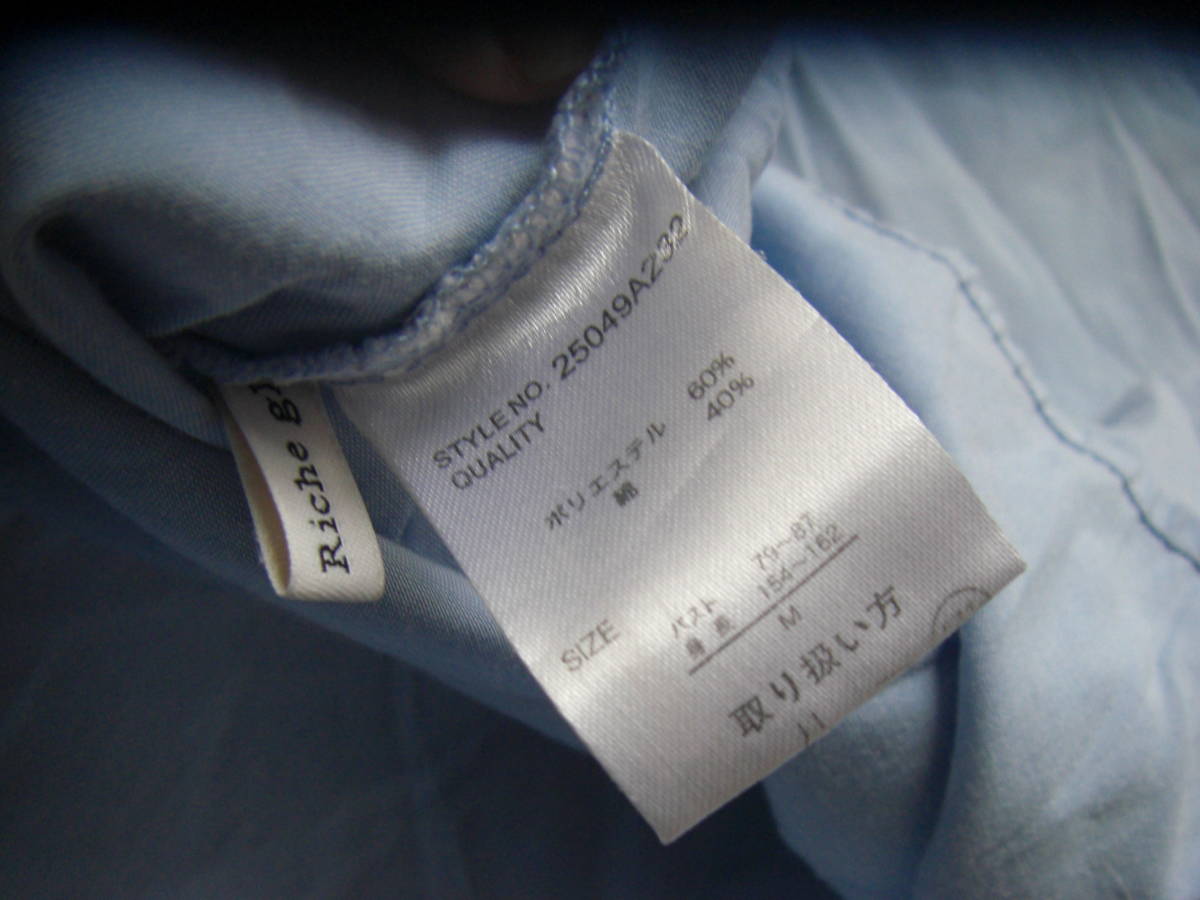 STYLE NO. 25049A232
QUALITY
ポリエステル 60%
綿 40%
SIZE
バスト 79~87
身長 154~162
M
取り扱い方
Riche